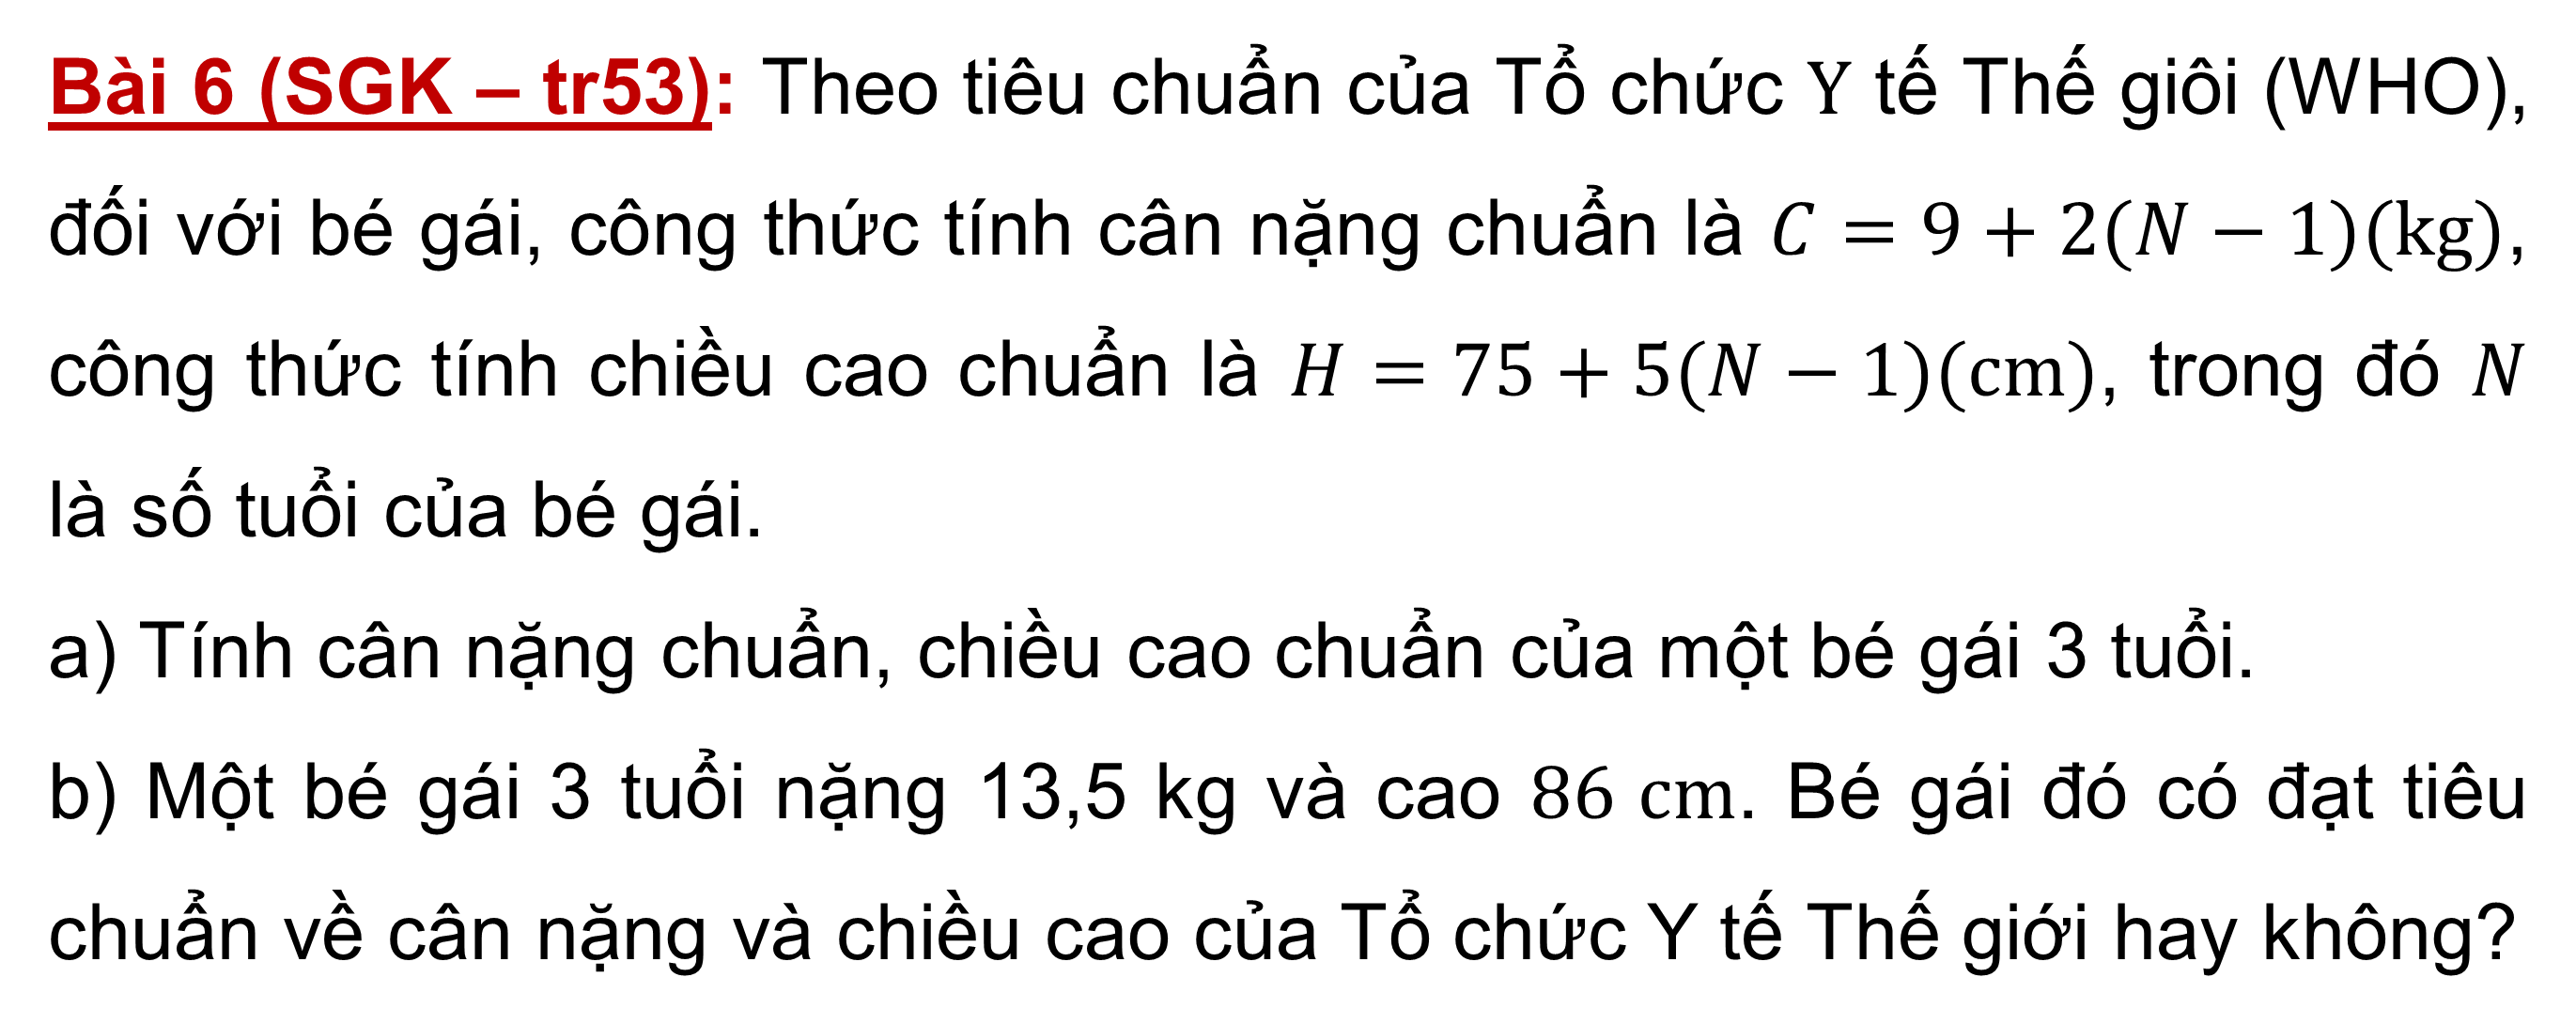 Bài 6 (SGK – tr53): Theo tiêu chuẩn của Tổ chức Y tế Thế giôi (WHO),
đối với bé gái, công thức tính cân nặng chuẩn là C = 9 + 2(N − 1)(kg),
công thức tính chiều cao chuẩn là H = 75 + 5(N − 1)(cm), trong đó N
là số tuổi của bé gái.
a) Tính cân nặng chuẩn, chiều cao chuẩn của một bé gái 3 tuổi.
b) Một bé gái 3 tuổi nặng 13,5 kg và cao 86 cm. Bé gái đó có đạt tiêu
chuẩn về cân nặng và chiều cao của Tổ chức Y tế Thế giới hay không?